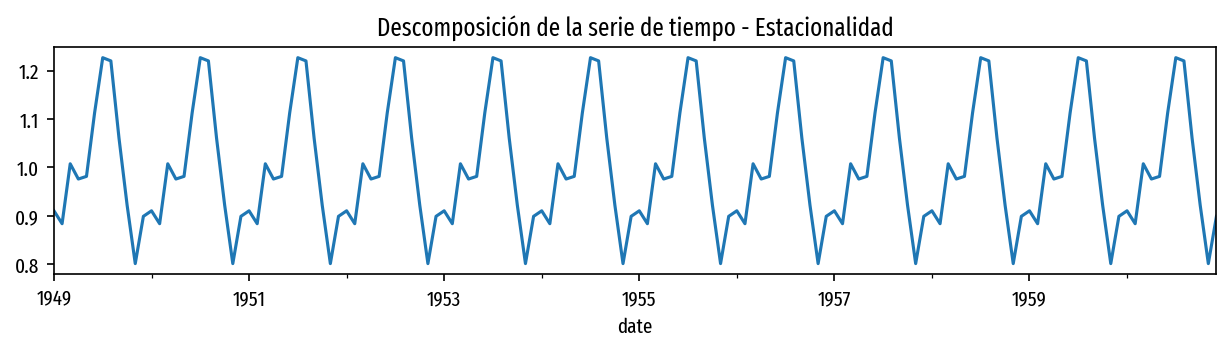 Descomposición de la serie de tiempo - Estacionalidad
1.2
1.1
1.0
0.9
0.8
1949 1951 1953 1955 1957 1959
date